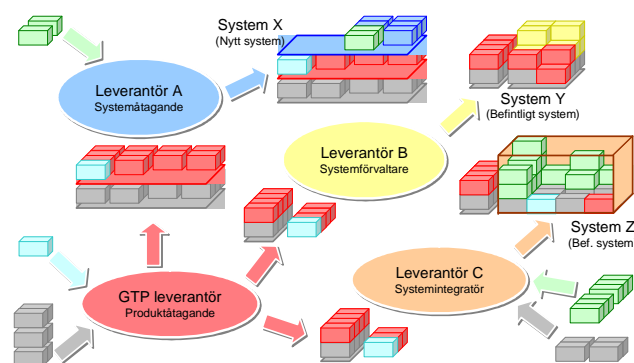 System X
(Nytt system)
Leverantör A
Systemåtagande
System Y
(Befintligt system)
Leverantör B
Systemförvaltare
System Z
(Bef. system
Leverantör C
Systemintegratör
GTP leverantör
Produktåtagande